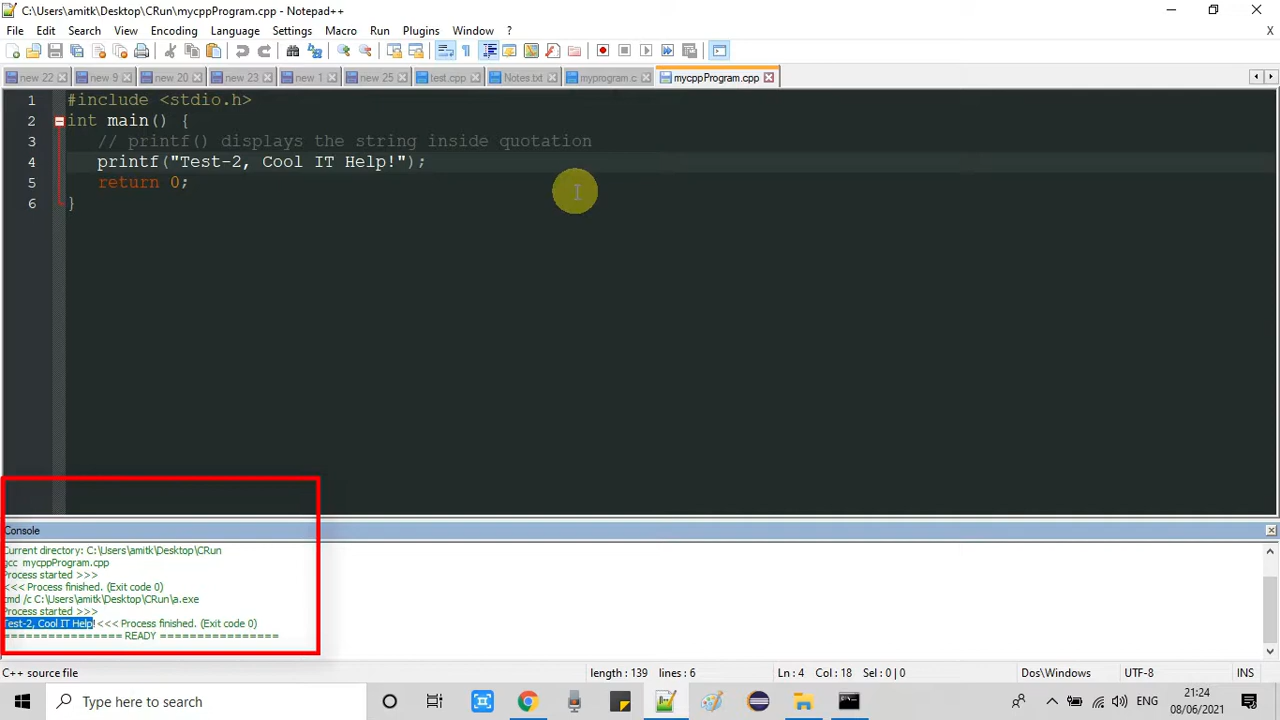 C:\Users\amitk\Desktop\CRun\mycppProgram.cpp - Notepad++
File Edit Search View Encoding Language Settings Tools Macro Run Plugins Window ? X
new 22 new 9 new 20 new 23 new 1 new 25 test.cpp Notes.txt myprogram.c mycppProgram.cpp
1 #include <stdio.h>
2 int main() {
3 // printf() displays the string inside quotation
4 printf("Test-2, Cool IT Help!");
5 return 0;
6 }
Console
Current directory: C:\Users\amitk\Desktop\CRun
gcc mycppProgram.cpp
Process started >>>
<<< Process finished. (Exit code 0)
cmd /c C:\Users\amitk\Desktop\CRun\a.exe
Process started >>>
Test-2, Cool IT Help! <<< Process finished. (Exit code 0)
================ READY ================
C++ source file length : 139 lines : 6 Ln : 4 Col : 18 Sel : 0 | 0 Dos\Windows UTF-8 INS
Type here to search ENG 21:24
08/06/2021